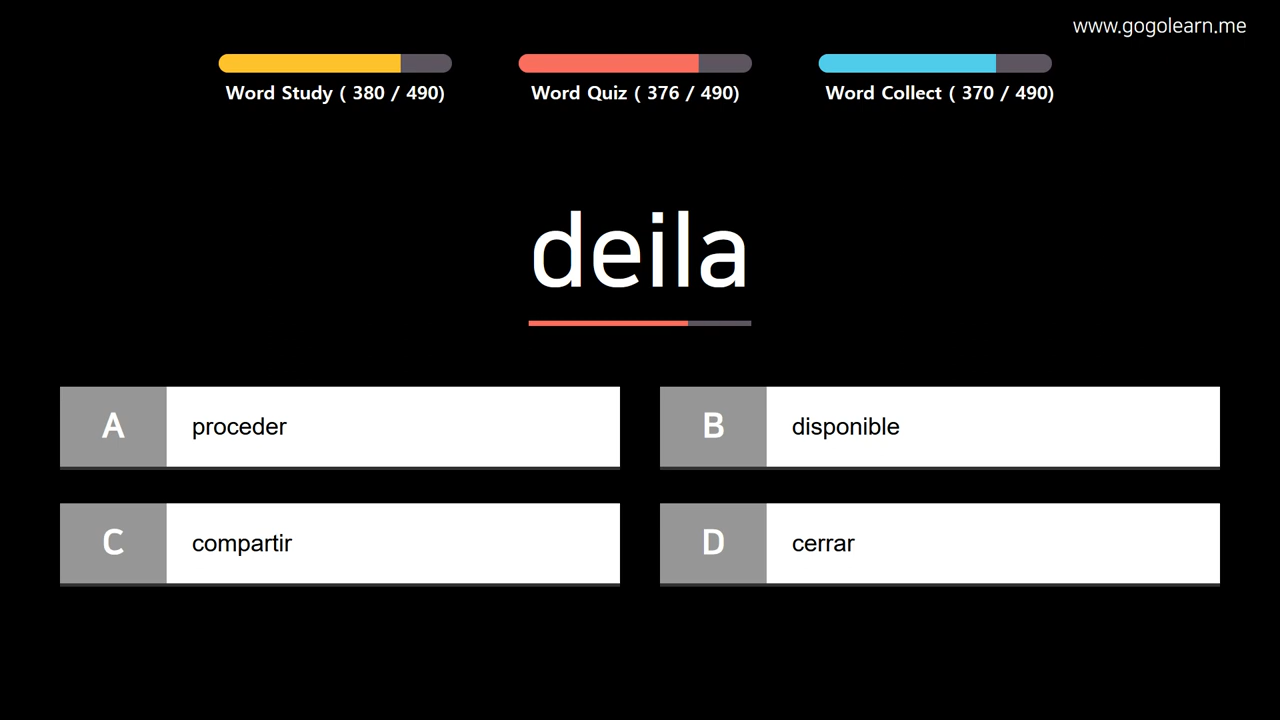 www.gogolearn.me
Word Study ( 380 / 490)
Word Quiz ( 376 / 490)
Word Collect ( 370 / 490)
deila
A proceder
B disponible
C compartir
D cerrar